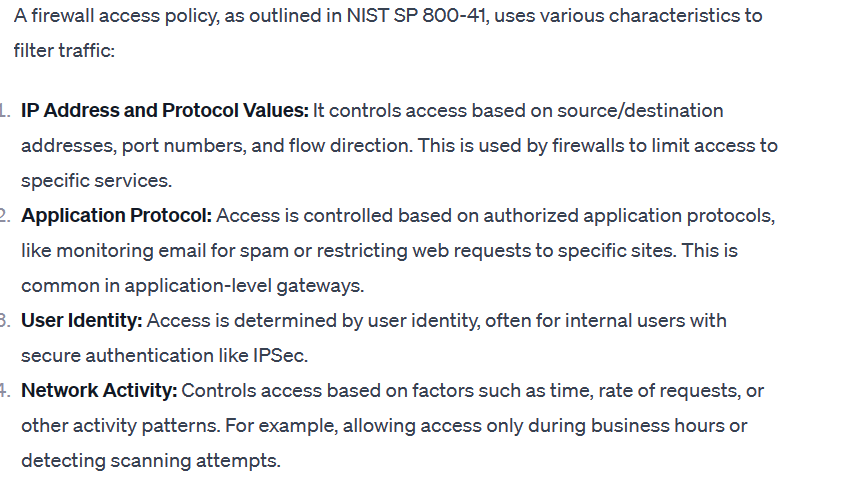 A firewall access policy, as outlined in NIST SP 800-41, uses various characteristics to
filter traffic:
1. IP Address and Protocol Values: It controls access based on source/destination
addresses, port numbers, and flow direction. This is used by firewalls to limit access to
specific services.
2. Application Protocol: Access is controlled based on authorized application protocols,
like monitoring email for spam or restricting web requests to specific sites. This is
common in application-level gateways.
3. User Identity: Access is determined by user identity, often for internal users with
secure authentication like IPSec.
4. Network Activity: Controls access based on factors such as time, rate of requests, or
other activity patterns. For example, allowing access only during business hours or
detecting scanning attempts.